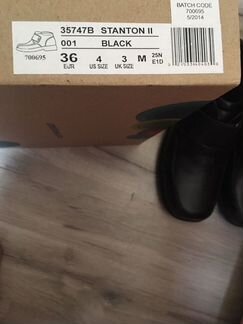 35747B STANTON II
001 BLACK
700695
36 4 3 M 25N
EUR US SIZE UK SIZE E1D
BATCH CODE
700695
5/2014